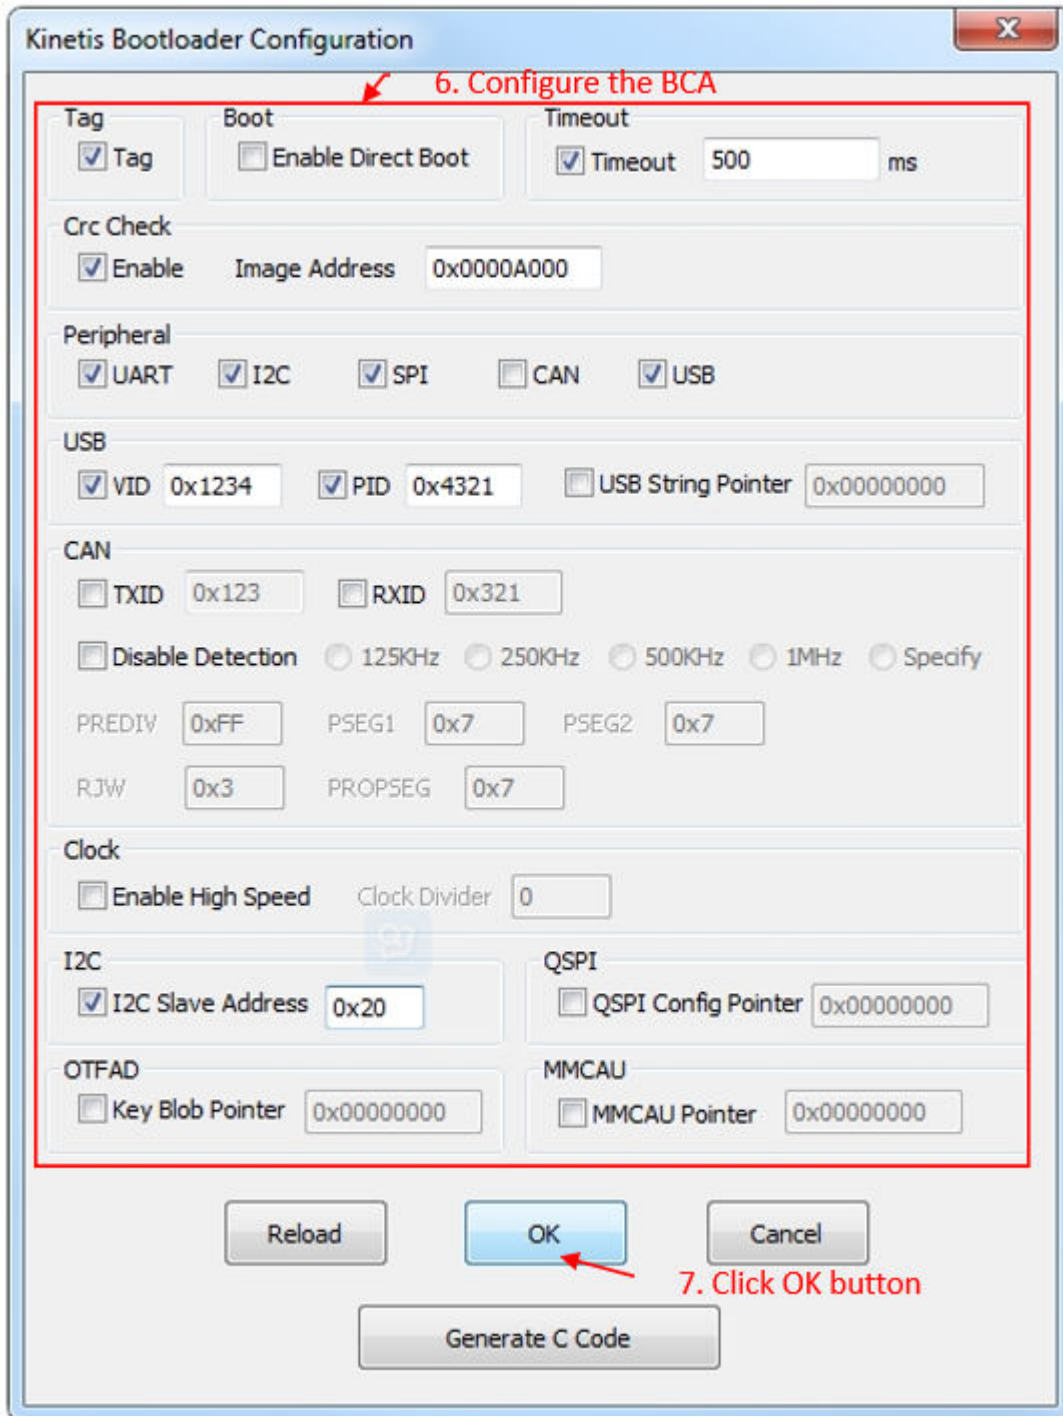 Kinetis Bootloader Configuration
6. Configure the BCA
Tag Boot Timeout
Tag Enable Direct Boot Timeout 500 ms
Crc Check
Enable Image Address 0x0000A000
Peripheral
UART I2C SPI CAN USB
USB
VID 0x1234 PID 0x4321 USB String Pointer 0x00000000
CAN
TXID 0x123 RXID 0x321
Disable Detection 125KHz 250KHz 500KHz 1MHz Specify
PREDIV 0xFF PSEG1 0x7 PSEG2 0x7
RJW 0x3 PROPSEG 0x7
Clock
Enable High Speed Clock Divider 0
I2C QSPI
I2C Slave Address 0x20 QSPI Config Pointer 0x00000000
OTFAD MMCAU
Key Blob Pointer 0x00000000 MMCAU Pointer 0x00000000
Reload OK Cancel
7. Click OK button
Generate C Code